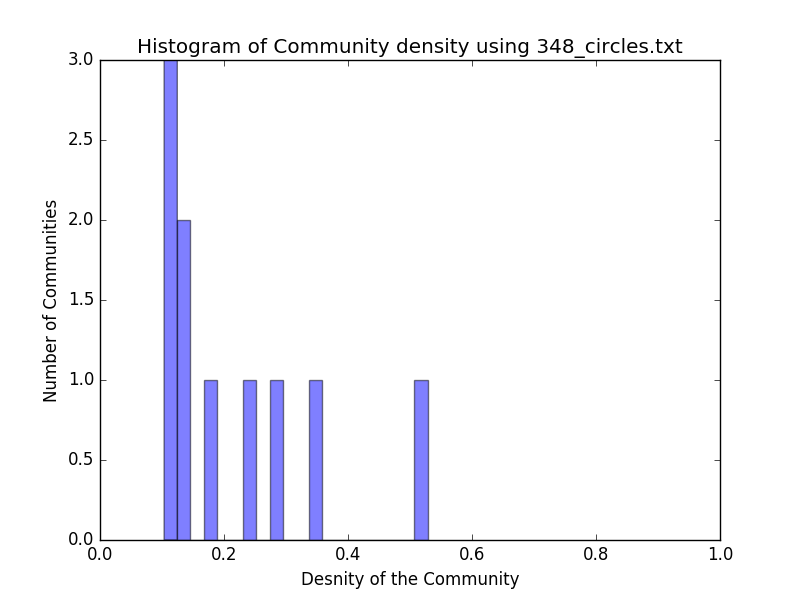 Histogram of Community density using 348_circles.txt
3.0
2.5
2.0
1.5
1.0
0.5
0.0
Number of Communities
0.0 0.2 0.4 0.6 0.8 1.0
Desnity of the Community